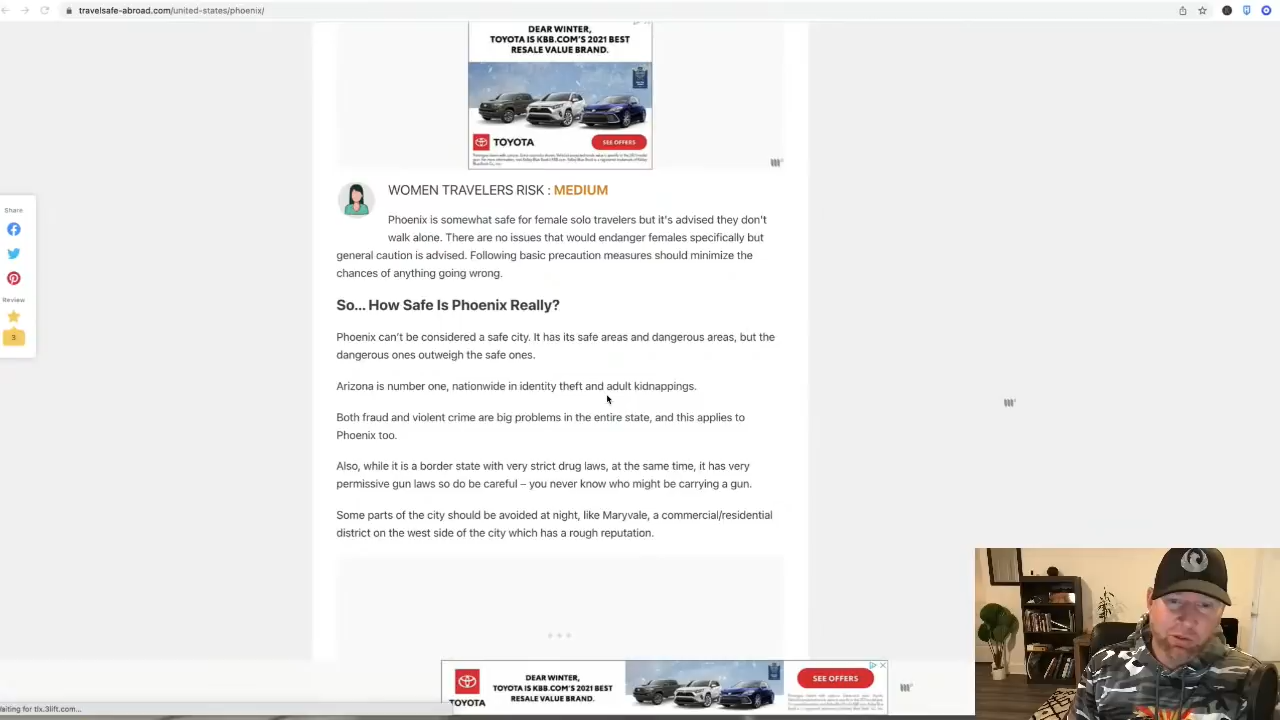 travelsafe-abroad.com/united-states/phoenix/
DEAR WINTER,
TOYOTA IS KBB.COM'S 2021 BEST
RESALE VALUE BRAND.
TOYOTA
SEE OFFERS
WOMEN TRAVELERS RISK : MEDIUM
Phoenix is somewhat safe for female solo travelers but it's advised they don't
walk alone. There are no issues that would endanger females specifically but
general caution is advised. Following basic precaution measures should minimize the
chances of anything going wrong.
Share:
Review
3
So... How Safe Is Phoenix Really?
Phoenix can't be considered a safe city. It has its safe areas and dangerous areas, but the
dangerous ones outweigh the safe ones.
Arizona is number one, nationwide in identity theft and adult kidnappings.
Both fraud and violent crime are big problems in the entire state, and this applies to
Phoenix too.
Also, while it is a border state with very strict drug laws, at the same time, it has very
permissive gun laws so do be careful – you never know who might be carrying a gun.
Some parts of the city should be avoided at night, like Maryvale, a commercial/residential
district on the west side of the city which has a rough reputation.
DEAR WINTER,
TOYOTA IS KBB.COM'S 2021 BEST
RESALE VALUE BRAND.
TOYOTA
SEE OFFERS
Waiting for tlx.3lift.com...